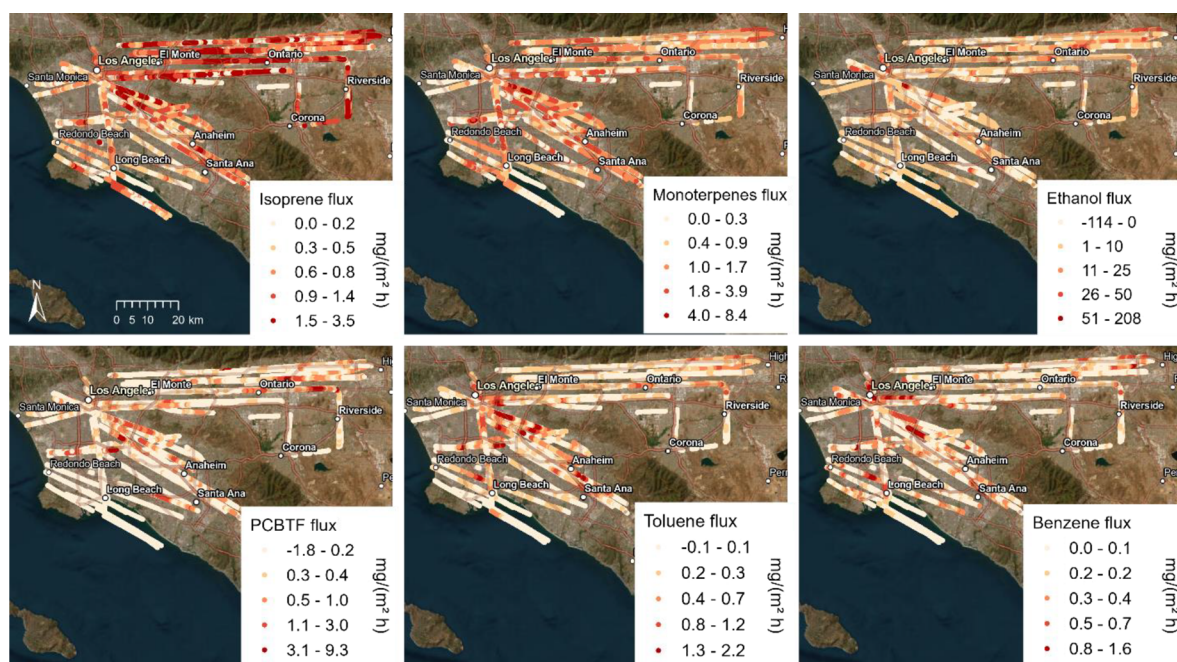 El Monte
Ontario
Los Angeles
Santa Monica
Riverside
Corona
Redondo Beach
Anaheim
Long Beach
Santa Ana
Isoprene flux
0.0 - 0.2
0.3 - 0.5
0.6 - 0.8
0.9 - 1.4
1.5 - 3.5
mg/(m² h)
N
0 5 10 20 km
El Monte
Ontario
Los Angeles
Santa Monica
Riverside
Corona
Redondo Beach
Anaheim
Long Beach
Santa Ana
Monoterpenes flux
0.0 - 0.3
0.4 - 0.9
1.0 - 1.7
1.8 - 3.9
4.0 - 8.4
mg/(m² h)
El Monte
Ontario
Los Angeles
Santa Monica
Riverside
Corona
Redondo Beach
Anaheim
Long Beach
Santa Ana
Ethanol flux
-114 - 0
1 - 10
11 - 25
26 - 50
51 - 208
mg/(m² h)
El Monte
Ontario
Los Angeles
Santa Monica
Riverside
Corona
Redondo Beach
Anaheim
Long Beach
Santa Ana
PCBTF flux
-1.8 - 0.2
0.3 - 0.4
0.5 - 1.0
1.1 - 3.0
3.1 - 9.3
mg/(m² h)
High
El Monte
Ontario
Los Angeles
Santa Monica
Riverside
Corona
Redondo Beach
Anaheim
Perr
Long Beach
Santa Ana
Toluene flux
-0.1 - 0.1
0.2 - 0.3
0.4 - 0.7
0.8 - 1.2
1.3 - 2.2
mg/(m² h)
High
El Monte
Ontario
Los Angeles
Santa Monica
Riverside
Corona
Redondo Beach
Anaheim
Perr
Long Beach
Santa Ana
Benzene flux
0.0 - 0.1
0.2 - 0.2
0.3 - 0.4
0.5 - 0.7
0.8 - 1.6
mg/(m² h)